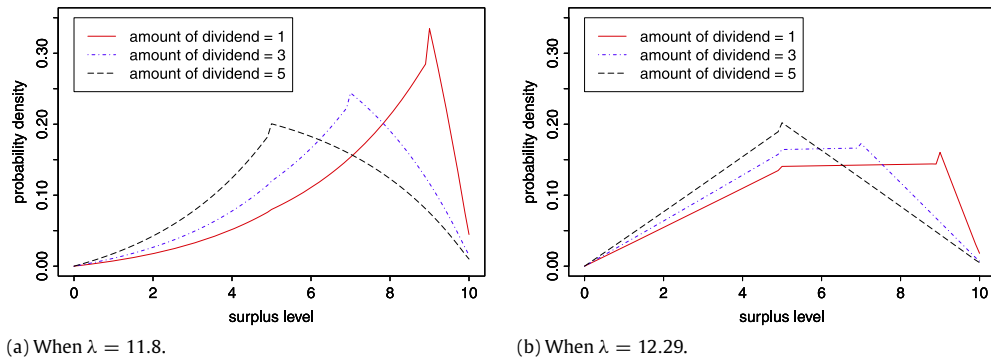 amount of dividend = 1
amount of dividend = 3
amount of dividend = 5
probability density
0.00 0.10 0.20 0.30
0 2 4 6 8 10
surplus level
(a) When λ = 11.8.
amount of dividend = 1
amount of dividend = 3
amount of dividend = 5
probability density
0.00 0.10 0.20 0.30
0 2 4 6 8 10
surplus level
(b) When λ = 12.29.